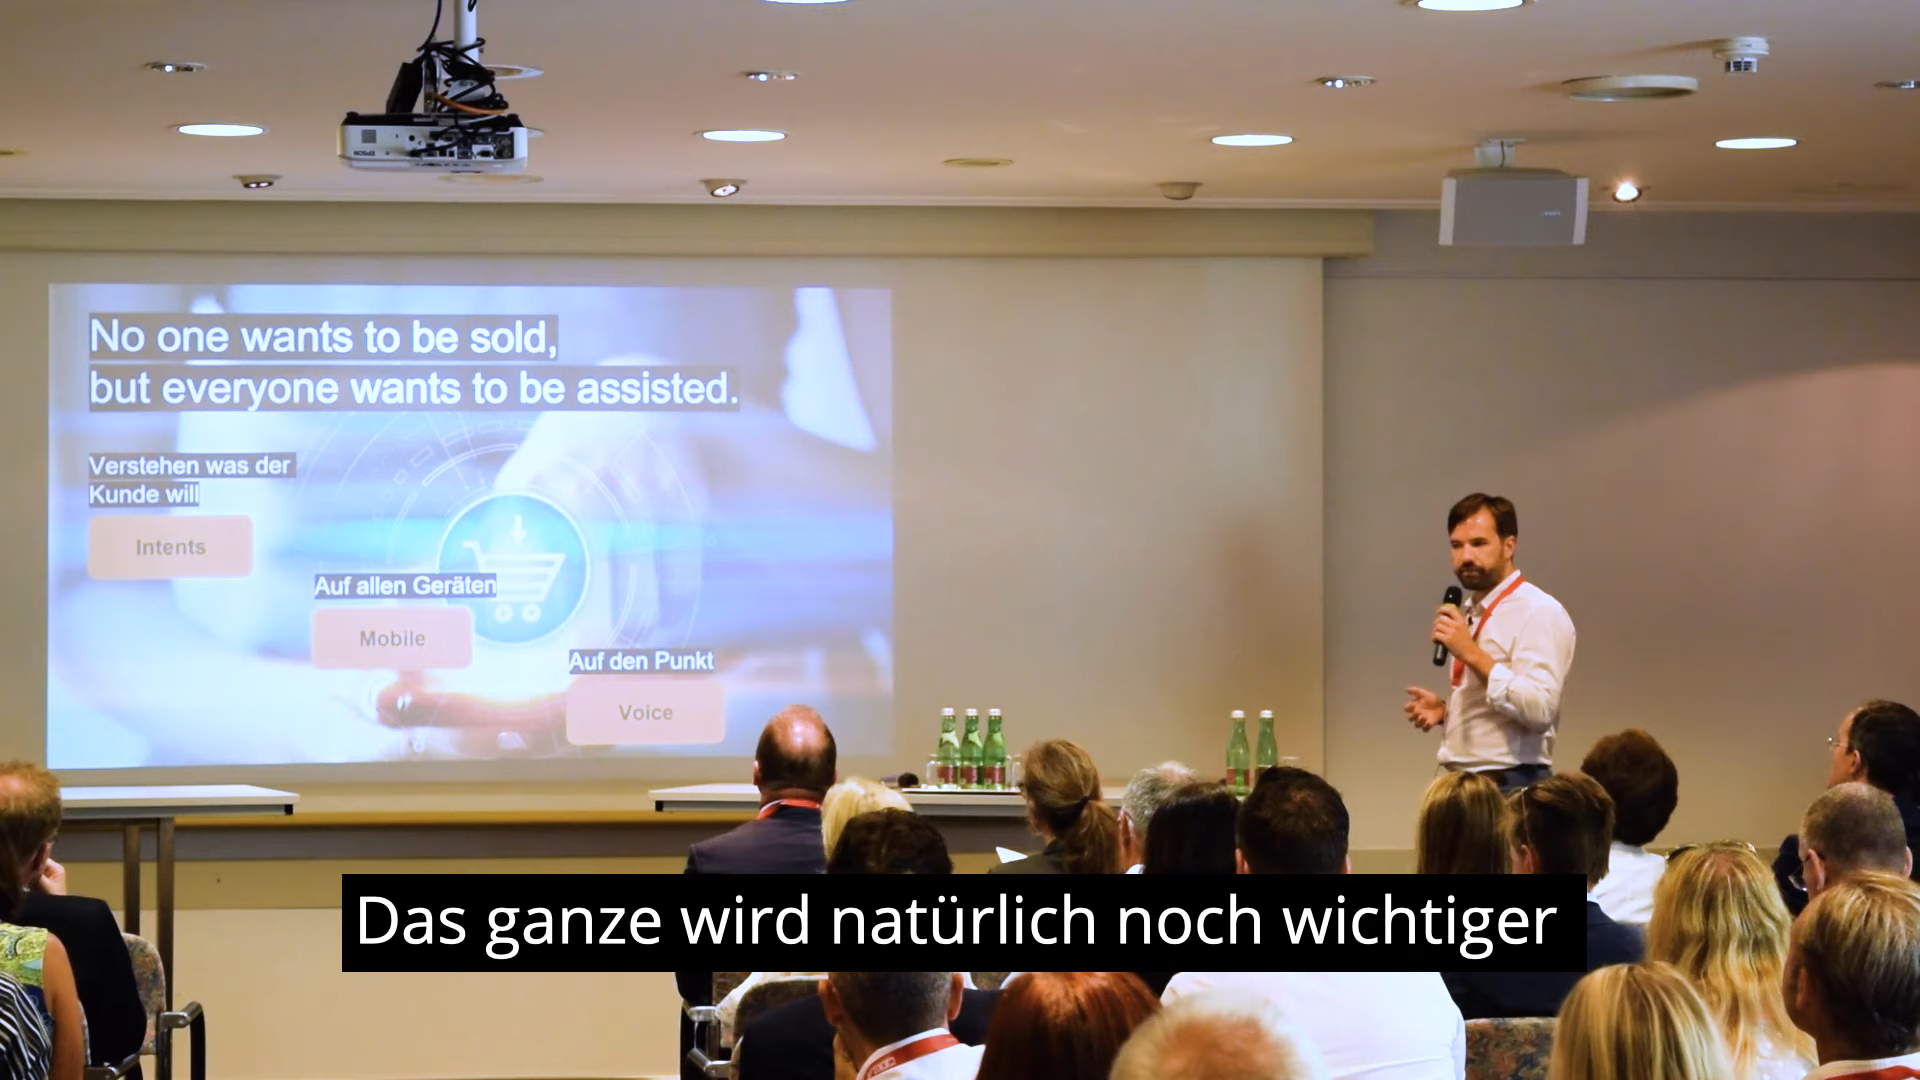 EPSON
No one wants to be sold,
but everyone wants to be assisted.
Verstehen was der
Kunde will
Intents
Auf allen Geräten
Mobile
Auf den Punkt
Voice
Das ganze wird natürlich noch wichtiger